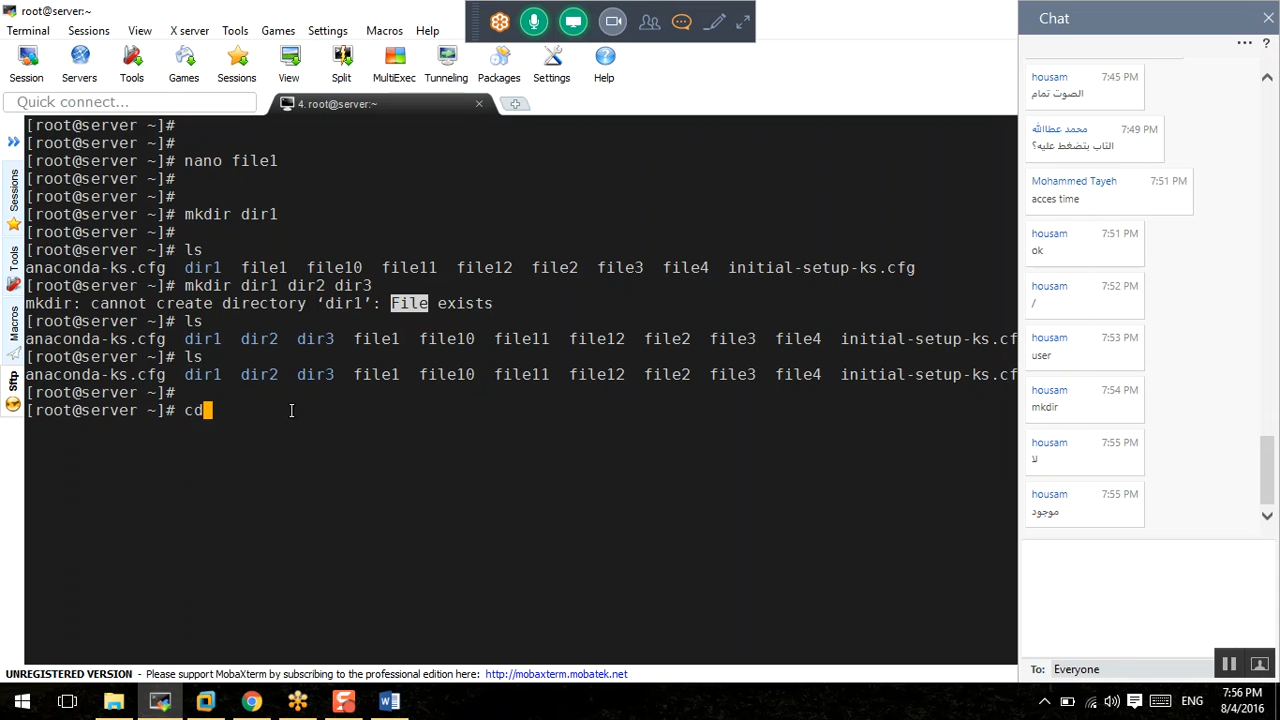 root@server:~
Terminal Sessions View X server Tools Games Settings Macros Help
Session Servers Tools Games Sessions View Split MultiExec Tunneling Packages Settings Help
Quick connect...
4. root@server:~
Sessions
Tools
Macros
Sftp
[root@server ~]#
[root@server ~]#
[root@server ~]# nano file1
[root@server ~]#
[root@server ~]#
[root@server ~]# mkdir dir1
[root@server ~]#
[root@server ~]# ls
anaconda-ks.cfg dir1 file1 file10 file11 file12 file2 file3 file4 initial-setup-ks.cfg
[root@server ~]# mkdir dir1 dir2 dir3
mkdir: cannot create directory ‘dir1’: File exists
[root@server ~]# ls
anaconda-ks.cfg dir1 dir2 dir3 file1 file10 file11 file12 file2 file3 file4 initial-setup-ks.cf
[root@server ~]# ls
anaconda-ks.cfg dir1 dir2 dir3 file1 file10 file11 file12 file2 file3 file4 initial-setup-ks.cf
[root@server ~]#
[root@server ~]# cd
UNREGISTERED VERSION - Please support MobaXterm by subscribing to the professional edition here: http://mobaxterm.mobatek.net
Chat
... ?
housam 7:45 PM
الصوت تمام
محمد عطاالله 7:49 PM
التاب بتضغط عليه؟
Mohammed Tayeh 7:51 PM
acces time
housam 7:51 PM
ok
housam 7:52 PM
/
housam 7:53 PM
user
housam 7:54 PM
mkdir
housam 7:55 PM
لا
housam 7:55 PM
موجود
To: Everyone
ENG
7:56 PM
8/4/2016